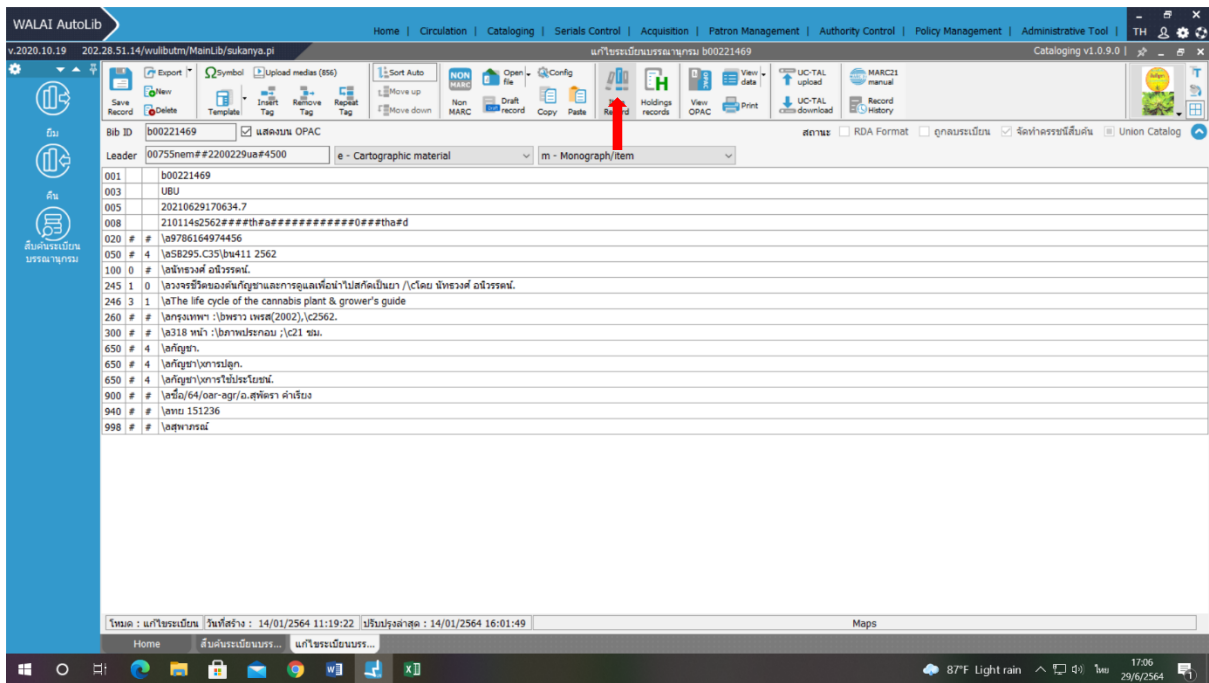 WALAI AutoLib
Home | Circulation | Cataloging | Serials Control | Acquisition | Patron Management | Authority Control | Policy Management | Administrative Tool | TH
v.2020.10.19 202.28.51.14/wulibutm/MainLib/sukanya.pi แก้ไขระเบียนบรรณานุกรม b00221469 Cataloging v1.0.9.0 |
Export Symbol Upload medias (856) Sort Auto Open file Config View data UC-TAL upload MARC21 manual
New Move up
Save Record Delete Template Insert Tag Remove Tag Repeat Tag Move down NON MARC Non MARC Draft record Copy Paste Holdings records View OPAC Print UC-TAL download Record History
ยืม
คืน
สืบค้นระเบียน
บรรณานุกรม
Bib ID b00221469 แสดงบน OPAC สถานะ RDA Format ถูกลบระเบียน จัดทำดรรชนีสืบค้น Union Catalog
Leader 00755nem##2200229ua#4500 e - Cartographic material m - Monograph/item
001 b00221469
003 UBU
005 20210629170634.7
008 210114s2562####th#a############0###tha#d
020 # # \a9786164974456
050 # 4 \aSB295.C35\bน411 2562
100 0 # \aนัทธวงศ์ อนิวรรตน์.
245 1 0 \aวงจรชีวิตของต้นกัญชาและการดูแลเพื่อนำไปสกัดเป็นยา /\cโดย นัทธวงศ์ อนิวรรตน์.
246 3 1 \aThe life cycle of the cannabis plant & grower's guide
260 # # \aกรุงเทพฯ :\bพราว เพรส(2002),\c2562.
300 # # \a318 หน้า :\bภาพประกอบ ;\c21 ซม.
650 # 4 \aกัญชา.
650 # 4 \aกัญชา\xการปลูก.
650 # 4 \aกัญชา\xการใช้ประโยชน์.
900 # # \aซื้อ/64/oar-agr/อ.สุพัตรา คำเรียง
940 # # \aทย 151236
998 # # \aสุพาภรณ์
โหมด : แก้ไขระเบียน วันที่สร้าง : 14/01/2564 11:19:22 ปรับปรุงล่าสุด : 14/01/2564 16:01:49 Maps
Home สืบค้นระเบียนบรร... แก้ไขระเบียนบรร...
87°F Light rain ไทย 17:06
29/6/2564